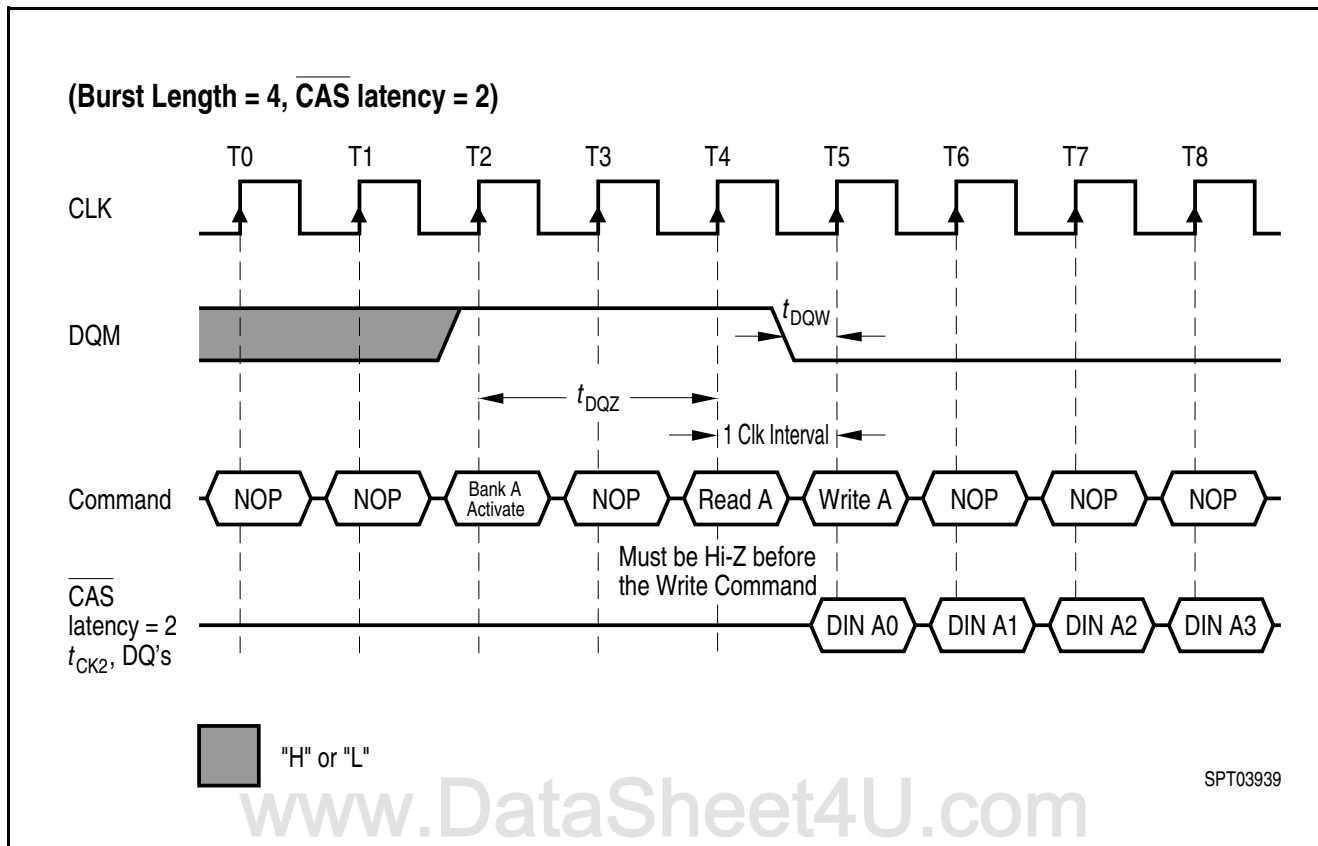 (Burst Length = 4, CAS latency = 2)
T0 T1 T2 T3 T4 T5 T6 T7 T8
CLK
DQM
tDQW
tDQZ
1 Clk Interval
Command
NOP NOP Bank A Activate NOP Read A Write A NOP NOP NOP
Must be Hi-Z before
the Write Command
CAS
latency = 2
tCK2, DQ's
DIN A0 DIN A1 DIN A2 DIN A3
"H" or "L"
SPT03939
www.DataSheet4U.com